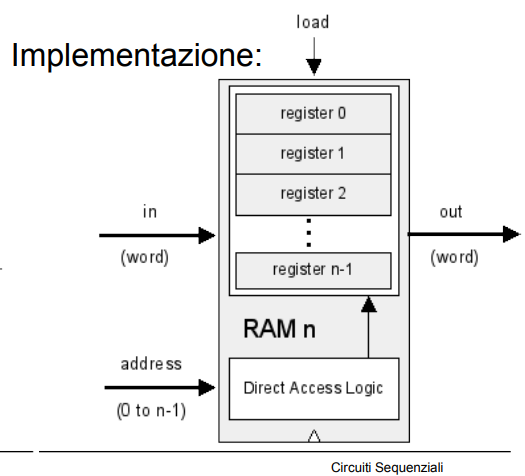 load
Implementazione:
register 0
register 1
register 2
in
(word)
out
(word)
register n-1
RAM n
address
(0 to n-1)
Direct Access Logic
Circuiti Sequenziali